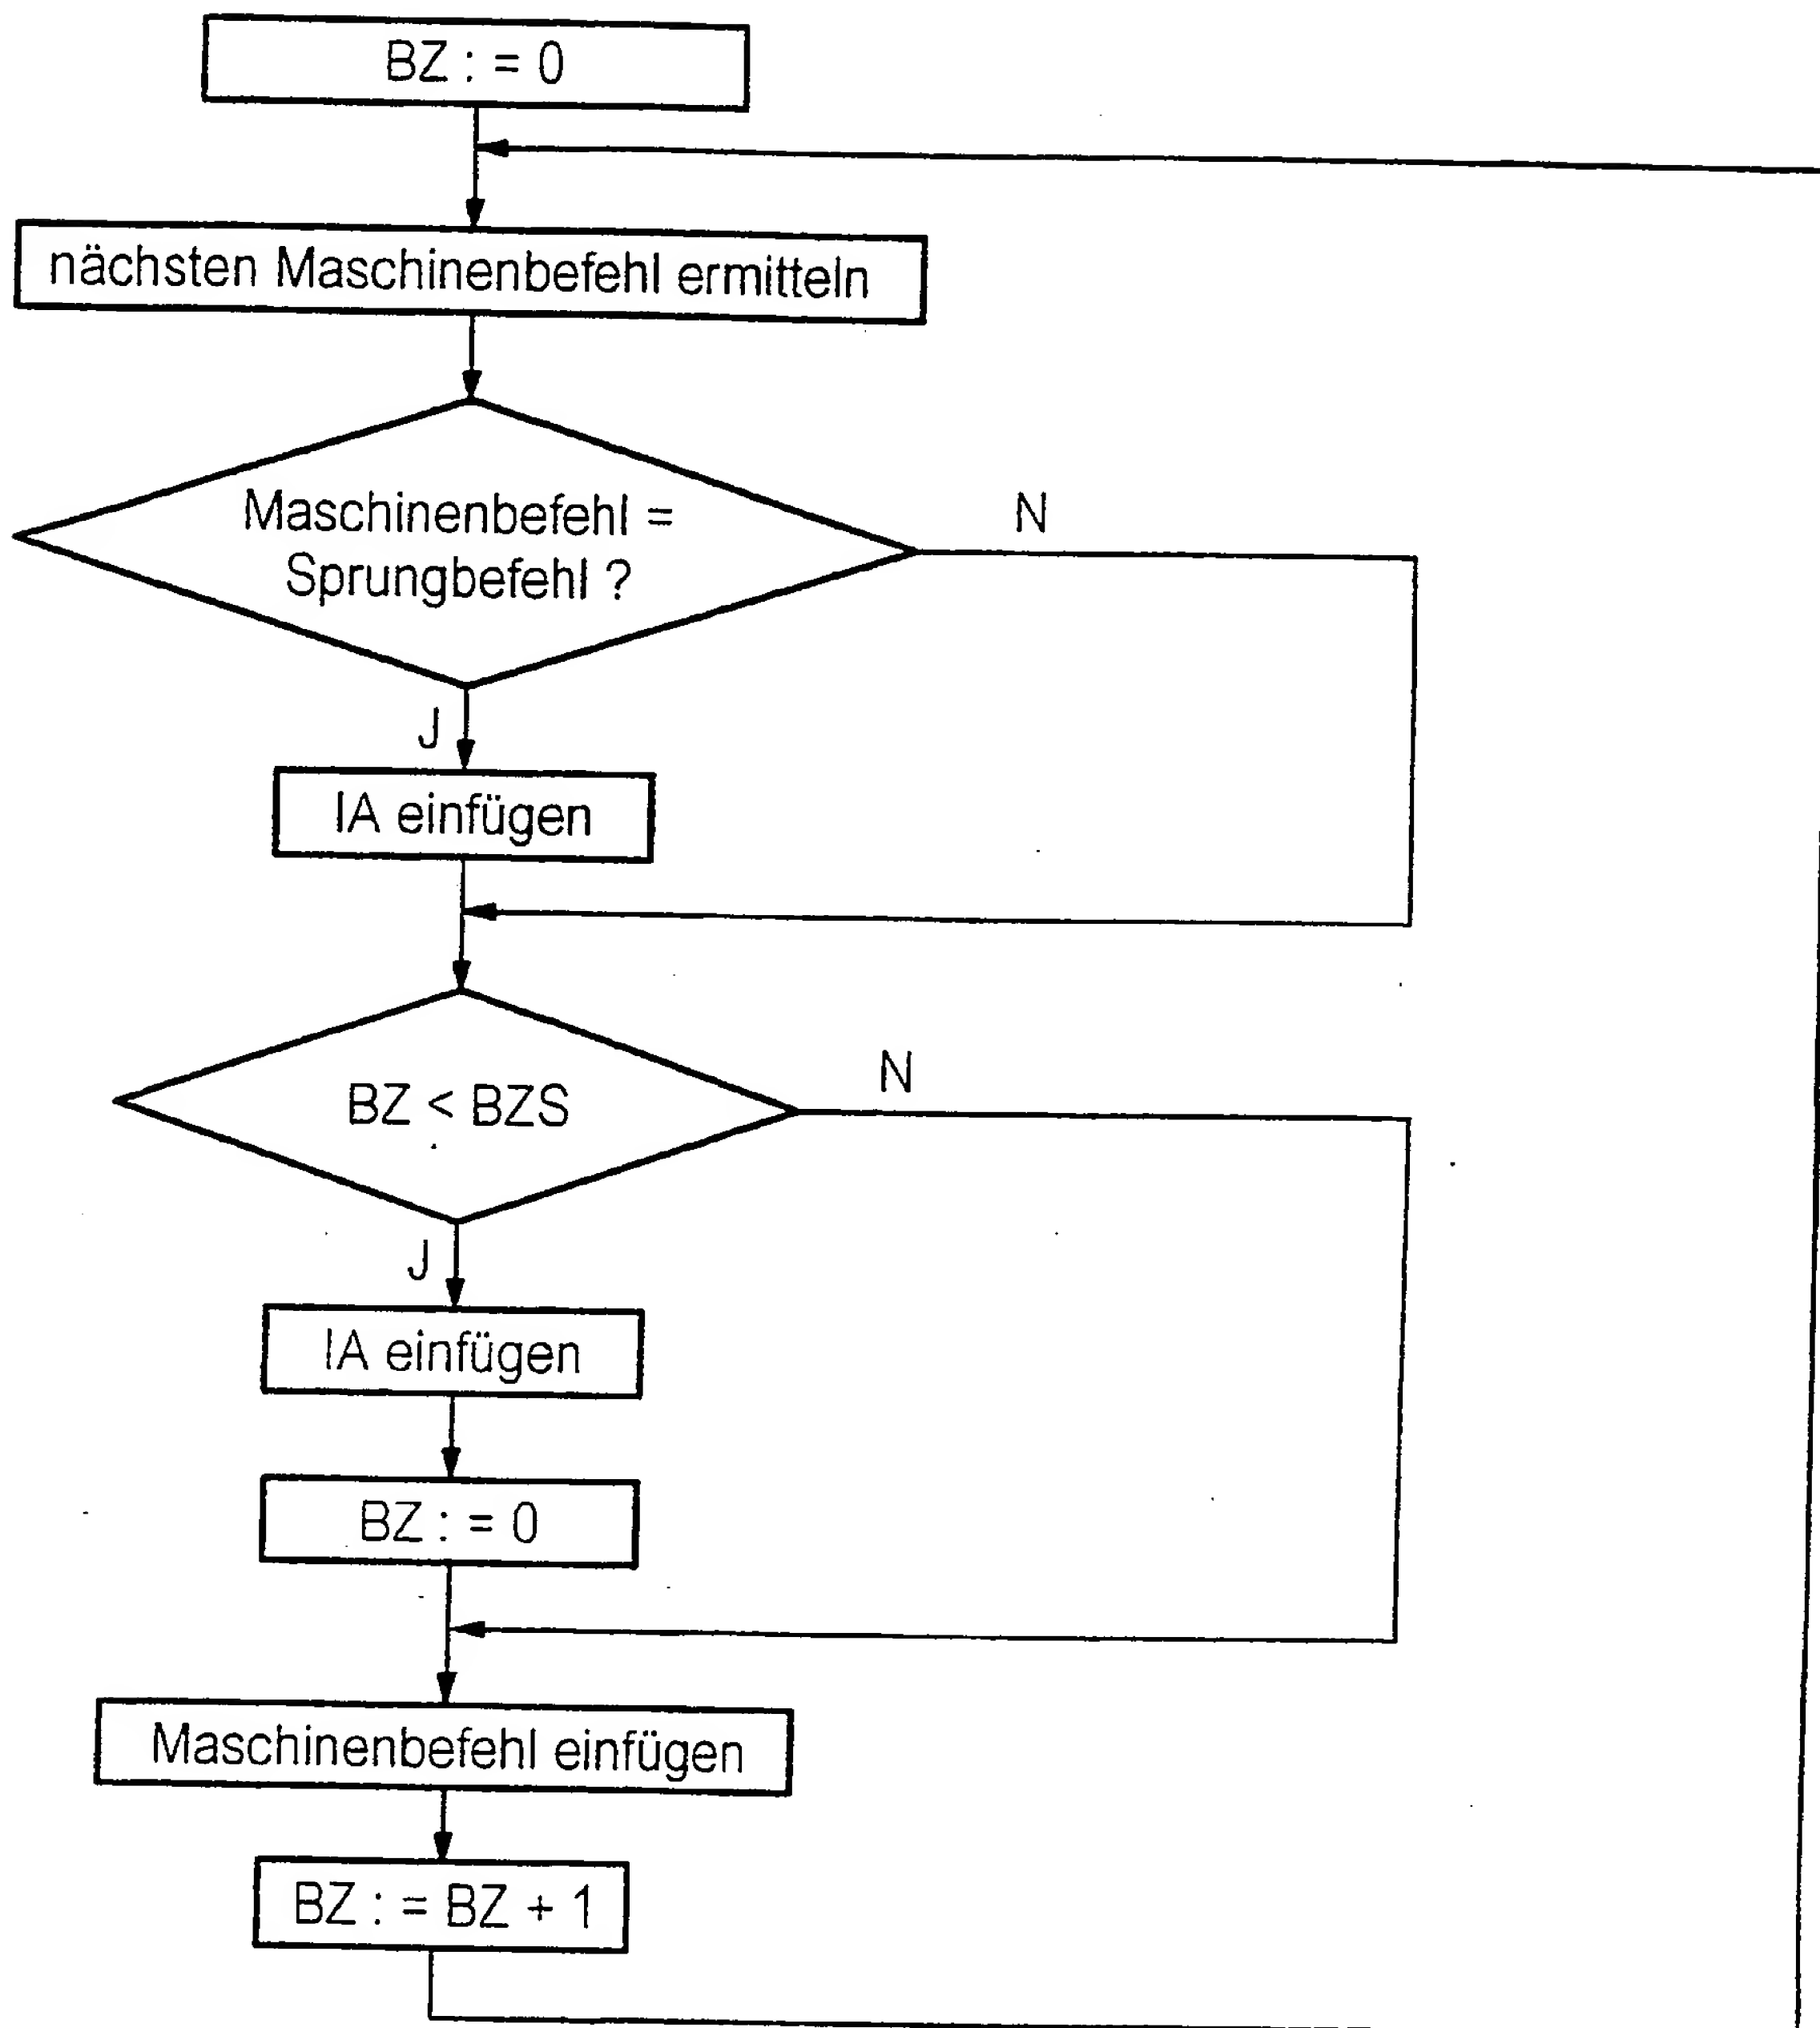 BZ : = 0
nächsten Maschinenbefehl ermitteln
Maschinenbefehl =
Sprungbefehl ?
N
J
IA einfügen
BZ < BZS
N
J
IA einfügen
BZ : = 0
Maschinenbefehl einfügen
BZ : = BZ + 1